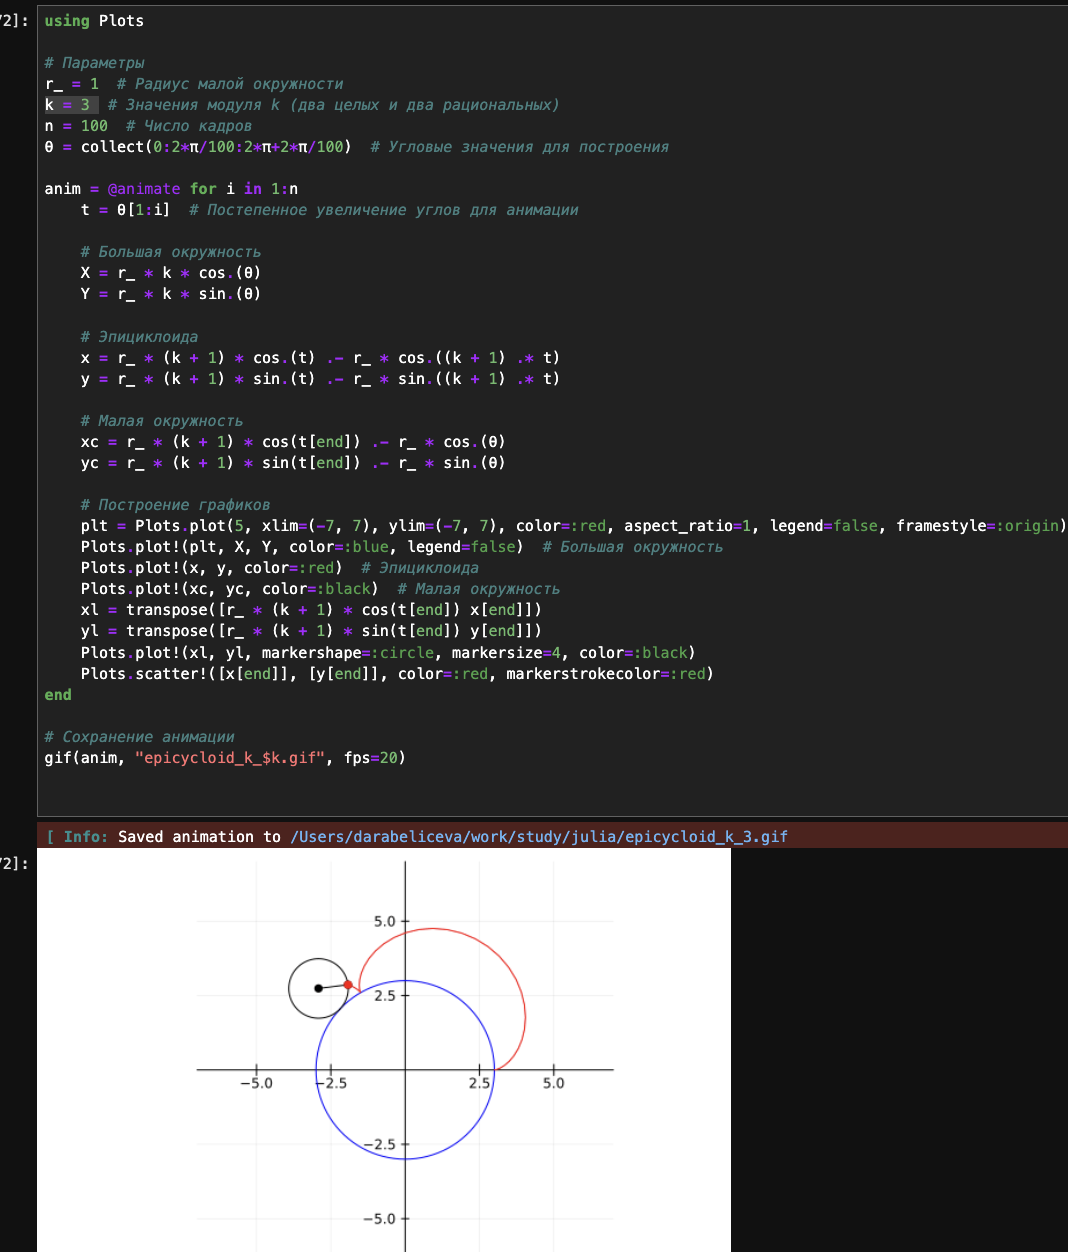 2]:
using Plots
# Параметры
r_ = 1  # Радиус малой окружности
k = 3  # Значения модуля k (два целых и два рациональных)
n = 100  # Число кадров
θ = collect(0:2*π/100:2*π+2*π/100)  # Угловые значения для построения
anim = @animate for i in 1:n
    t = θ[1:i]  # Постепенное увеличение углов для анимации
    # Большая окружность
    X = r_ * k * cos.(θ)
    Y = r_ * k * sin.(θ)
    # Эпициклоида
    x = r_ * (k + 1) * cos.(t) .- r_ * cos.((k + 1) .* t)
    y = r_ * (k + 1) * sin.(t) .- r_ * sin.((k + 1) .* t)
    # Малая окружность
    xc = r_ * (k + 1) * cos(t[end]) .- r_ * cos.(θ)
    yc = r_ * (k + 1) * sin(t[end]) .- r_ * sin.(θ)
    # Построение графиков
    plt = Plots.plot(5, xlim=(-7, 7), ylim=(-7, 7), color=:red, aspect_ratio=1, legend=false, framestyle=:origin)
    Plots.plot!(plt, X, Y, color=:blue, legend=false)  # Большая окружность
    Plots.plot!(x, y, color=:red)  # Эпициклоида
    Plots.plot!(xc, yc, color=:black)  # Малая окружность
    xl = transpose([r_ * (k + 1) * cos(t[end]) x[end]])
    yl = transpose([r_ * (k + 1) * sin(t[end]) y[end]])
    Plots.plot!(xl, yl, markershape=:circle, markersize=4, color=:black)
    Plots.scatter!([x[end]], [y[end]], color=:red, markerstrokecolor=:red)
end
# Сохранение анимации
gif(anim, "epicycloid_k_$k.gif", fps=20)
[ Info: Saved animation to /Users/darabeliceva/work/study/julia/epicycloid_k_3.gif
2]:
5.0
2.5
−5.0 −2.5 2.5 5.0
−2.5
−5.0